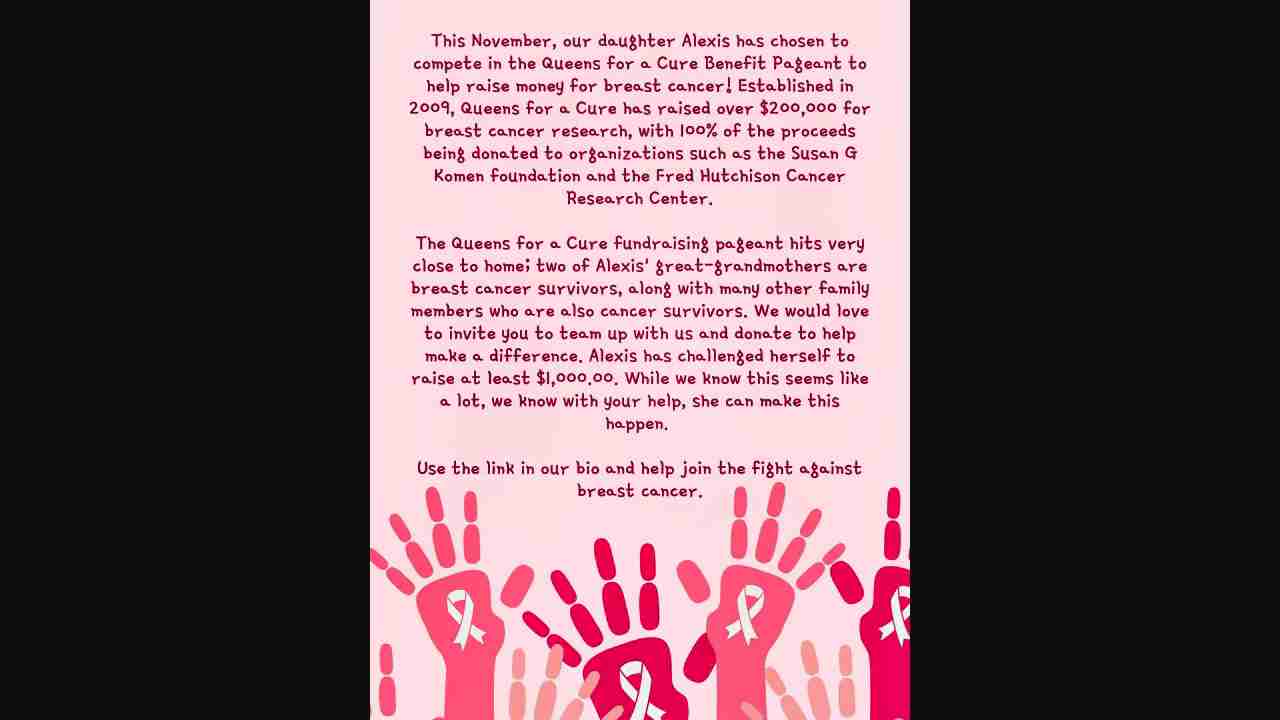 This November, our daughter Alexis has chosen to
compete in the Queens for a Cure Benefit Pageant to
help raise money for breast cancer! Established in
2009, Queens for a Cure has raised over $200,000 for
breast cancer research, with 100% of the proceeds
being donated to organizations such as the Susan G
Komen foundation and the Fred Hutchison Cancer
Research Center.
The Queens for a Cure fundraising pageant hits very
close to home; two of Alexis' great-grandmothers are
breast cancer survivors, along with many other family
members who are also cancer survivors. We would love
to invite you to team up with us and donate to help
make a difference. Alexis has challenged herself to
raise at least $1,000.00. While we know this seems like
a lot, we know with your help, she can make this
happen.
Use the link in our bio and help join the fight against
breast cancer.